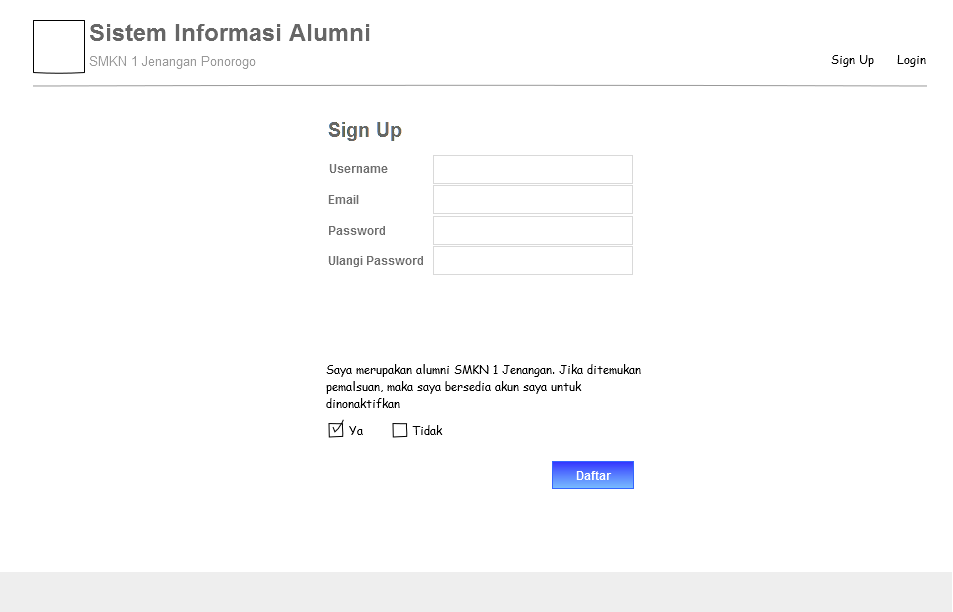 Sistem Informasi Alumni
SMKN 1 Jenangan Ponorogo
Sign Up Login
Sign Up
Username
Email
Password
Ulangi Password
Saya merupakan alumni SMKN 1 Jenangan. Jika ditemukan
pemalsuan, maka saya bersedia akun saya untuk
dinonaktifkan
Ya Tidak
Daftar